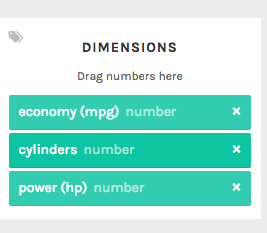 DIMENSIONS
Drag numbers here
economy (mpg) number ×
cylinders number ×
power (hp) number ×